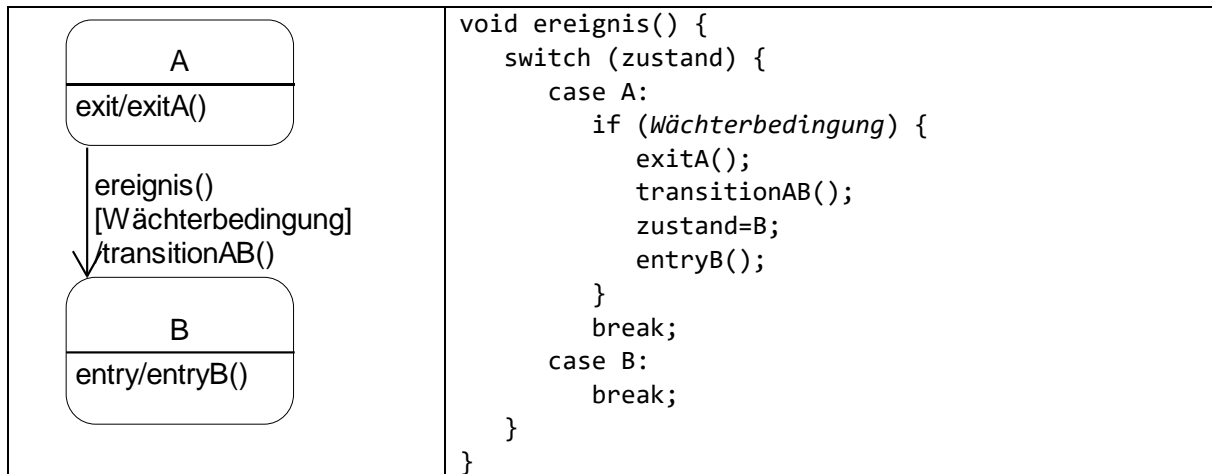 A
exit/exitA()
ereignis()
[Wächterbedingung]
/transitionAB()
B
entry/entryB()
void ereignis() {
switch (zustand) {
case A:
if (Wächterbedingung) {
exitA();
transitionAB();
zustand=B;
entryB();
}
break;
case B:
break;
}
}